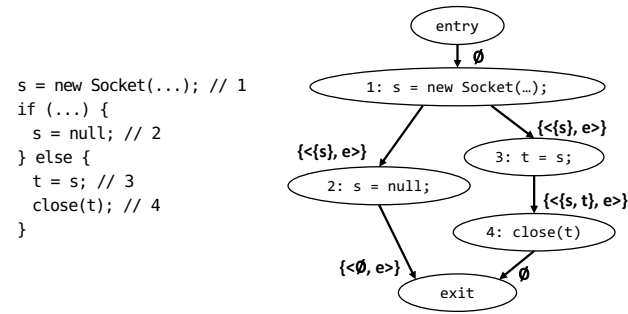 s = new Socket(...); // 1
if (...) {
s = null; // 2
} else {
t = s; // 3
close(t); // 4
}
entry
Ø
1: s = new Socket(…);
{<{s}, e>}
{<{s}, e>}
3: t = s;
2: s = null;
{<{s, t}, e>}
4: close(t)
{<Ø, e>}
Ø
exit